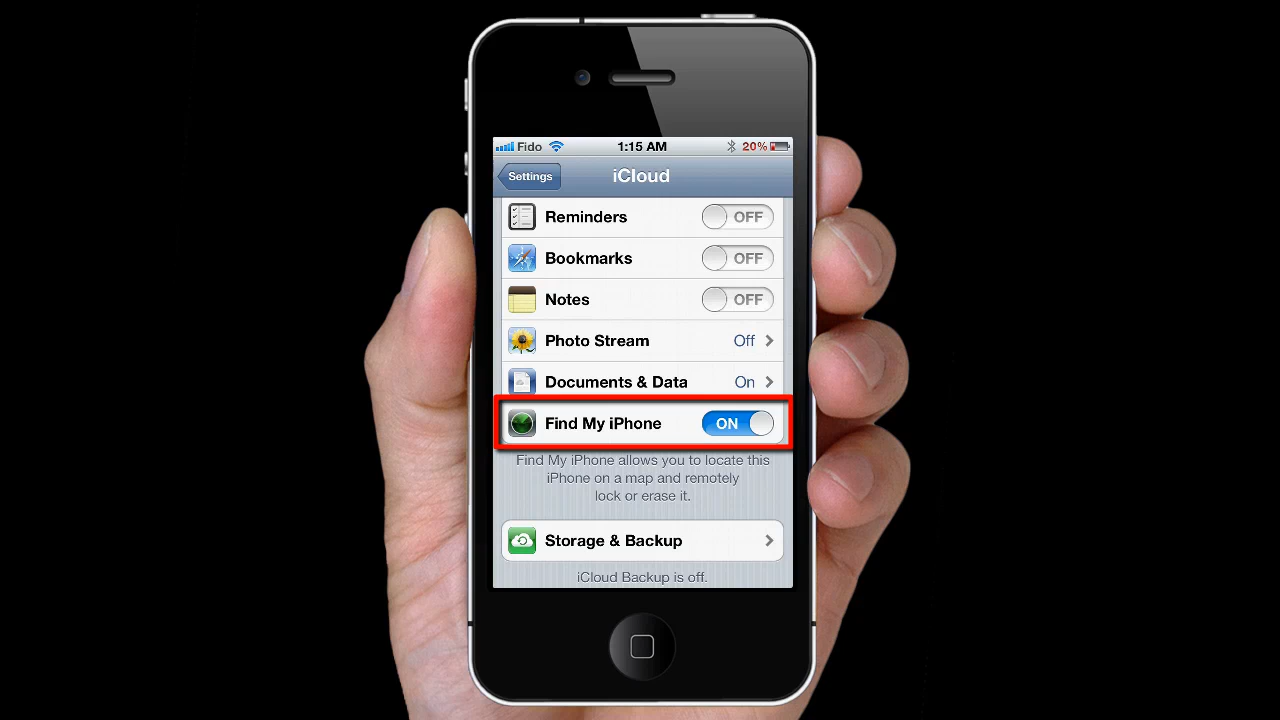 Fido 1:15 AM 20%
Settings iCloud
Reminders OFF
Bookmarks OFF
Notes OFF
Photo Stream Off
Documents & Data On
Find My iPhone ON
Find My iPhone allows you to locate this
iPhone on a map and remotely
lock or erase it.
Storage & Backup
iCloud Backup is off.